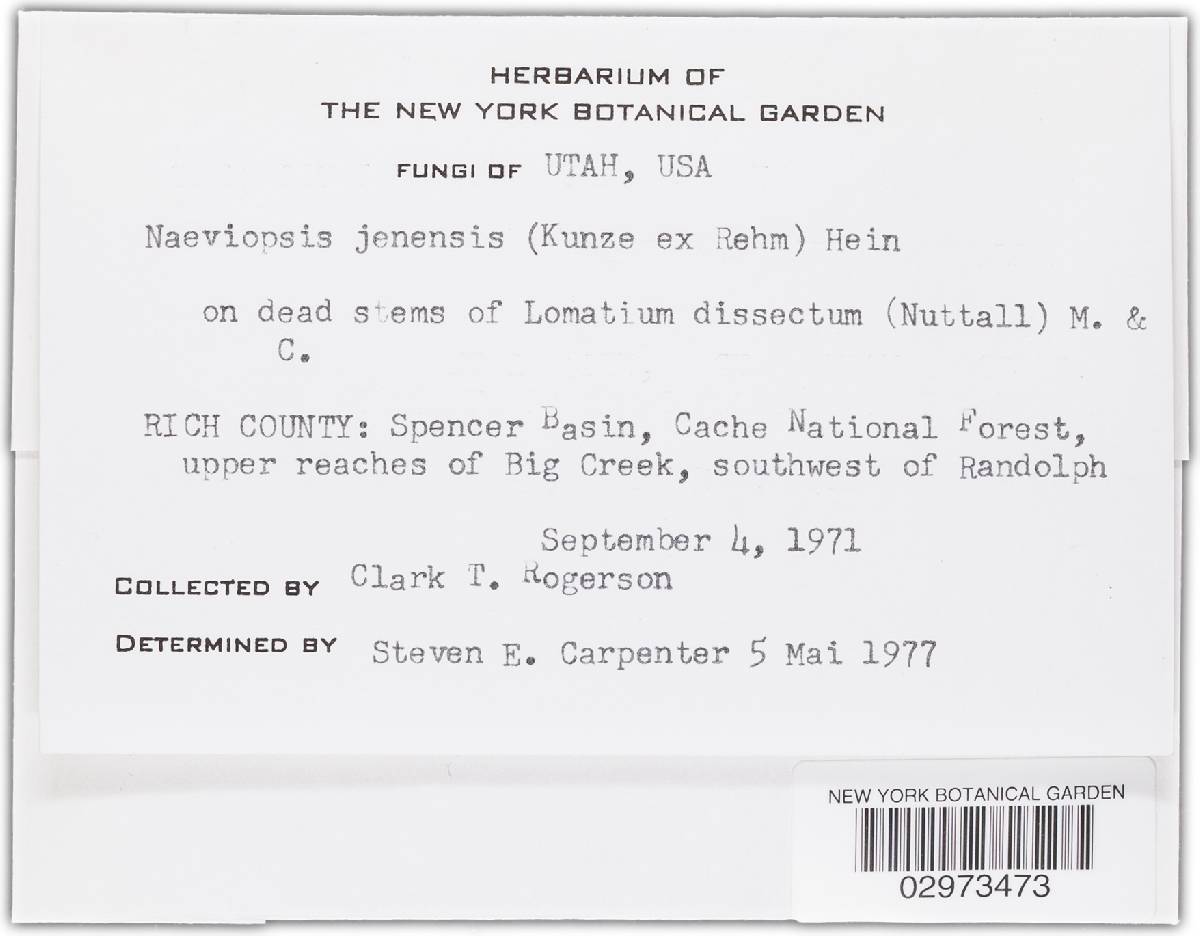 HERBARIUM OF
THE NEW YORK BOTANICAL GARDEN
FUNGI OF UTAH, USA
Naeviopsis jenensis (Kunze ex Rehm) Hein
on dead stems of Lomatium dissectum (Nuttall) M. &
C.
RICH COUNTY: Spencer Basin, Cache National Forest,
upper reaches of Big Creek, southwest of Randolph
September 4, 1971
COLLECTED BY Clark T. Rogerson
DETERMINED BY Steven E. Carpenter 5 Mai 1977
NEW YORK BOTANICAL GARDEN
02973473